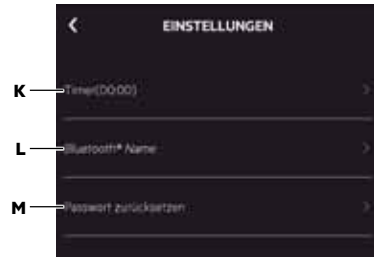 EINSTELLUNGEN
K Timer(00:00)
L Bluetooth® Name
M Passwort zurücksetzen